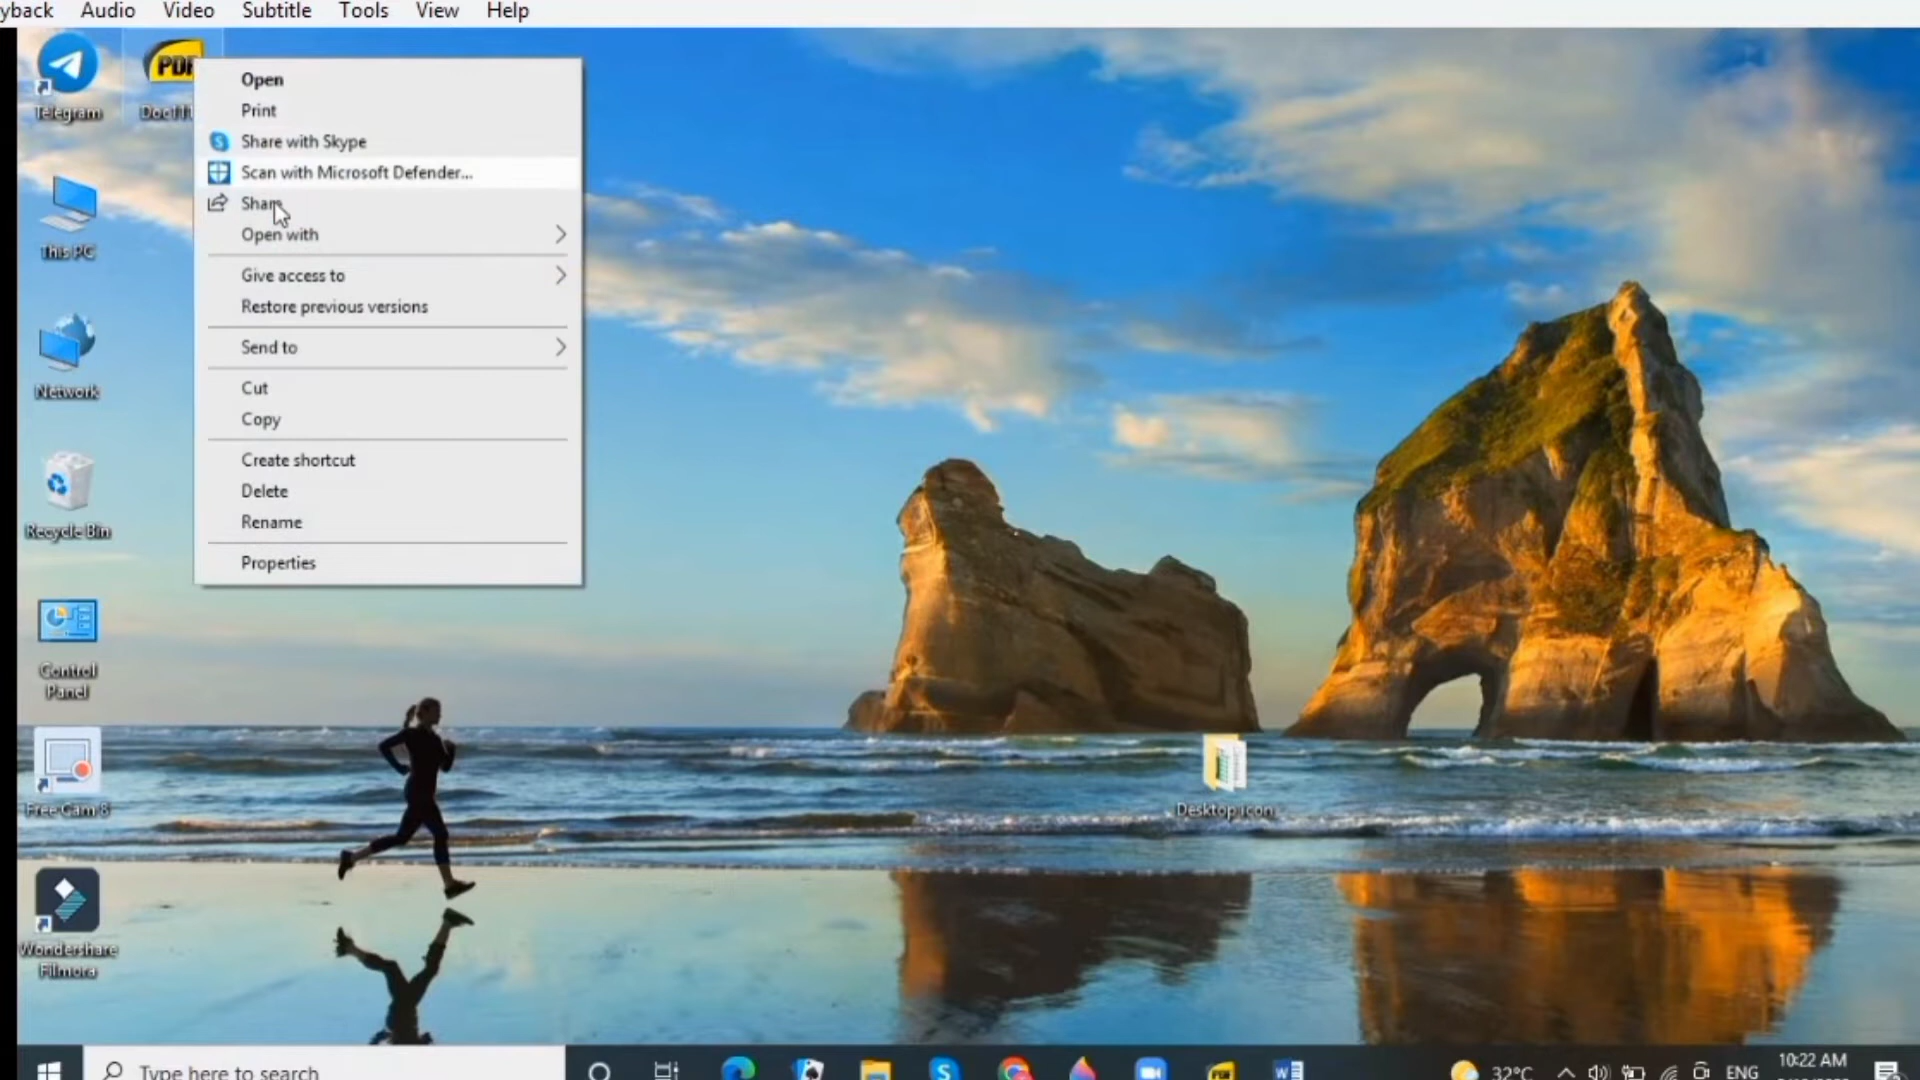 Audio Video Subtitle Tools View Help
Telegram
PDF
Open
Print
Share with Skype
Scan with Microsoft Defender...
Share
Open with
Give access to
Restore previous versions
Send to
Cut
Copy
Create shortcut
Delete
Rename
Properties
This PC
Network
Recycle Bin
Control
Panel
Free Cam 8
Wondershare
Filmora
Desktop icon
Type here to search
32°C
ENG
10:22 AM